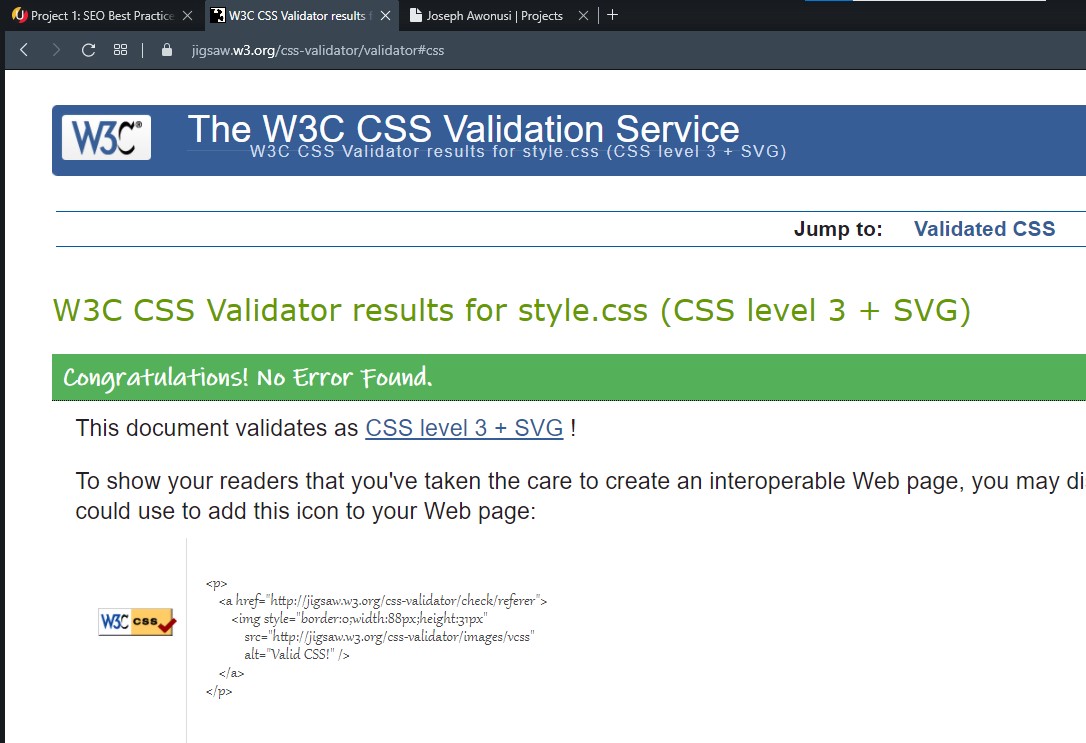 Project 1: SEO Best Practice
W3C CSS Validator results f
Joseph Awonusi | Projects
jigsaw.w3.org/css-validator/validator#css
W3C®
The W3C CSS Validation Service
W3C CSS Validator results for style.css (CSS level 3 + SVG)
Jump to: Validated CSS
W3C CSS Validator results for style.css (CSS level 3 + SVG)
Congratulations! No Error Found.
This document validates as CSS level 3 + SVG !
To show your readers that you've taken the care to create an interoperable Web page, you may di
could use to add this icon to your Web page:
<p>
<a href="http://jigsaw.w3.org/css-validator/check/referer">
<img style="border:0;width:88px;height:31px"
src="http://jigsaw.w3.org/css-validator/images/vcss"
alt="Valid CSS!" />
</a>
</p>
W3C css